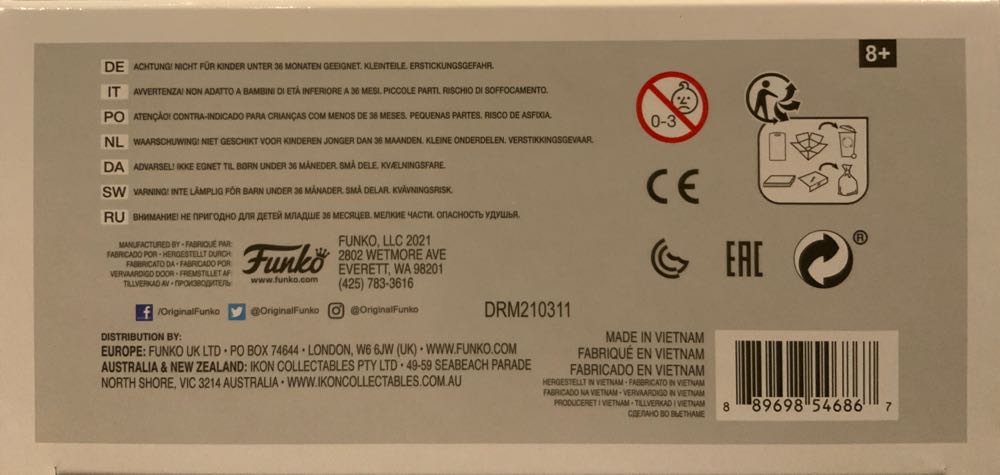 8+
DE ACHTUNG! NICHT FÜR KINDER UNTER 36 MONATEN GEEIGNET. KLEINTEILE. ERSTICKUNGSGEFAHR.
IT AVVERTENZA! NON ADATTO A BAMBINI DI ETÀ INFERIORE A 36 MESI. PICCOLE PARTI. RISCHIO DI SOFFOCAMENTO.
PO ATENÇÃO! CONTRA-INDICADO PARA CRIANÇAS COM MENOS DE 36 MESES. PEQUENAS PARTES. RISCO DE ASFIXIA.
NL WAARSCHUWING! NIET GESCHIKT VOOR KINDEREN JONGER DAN 36 MAANDEN. KLEINE ONDERDELEN. VERSTIKKINGSGEVAAR.
DA ADVARSEL! IKKE EGNET TIL BØRN UNDER 36 MÅNEDER. SMÅ DELE. KVÆLNINGSFARE.
SW VARNING! INTE LÄMPLIG FÖR BARN UNDER 36 MÅNADER. SMÅ DELAR. KVÄVNINGSRISK.
RU ВНИМАНИЕ! НЕ ПРИГОДНО ДЛЯ ДЕТЕЙ МЛАДШЕ 36 МЕСЯЦЕВ. МЕЛКИЕ ЧАСТИ. ОПАСНОСТЬ УДУШЬЯ.
0-3
CE
EAC
®
MANUFACTURED BY • FABRIQUÉ PAR:
FABRICADO POR • HERGESTELLT DURCH:
FABBRICATO DA • FABRICADO POR:
VERVAARDIGD DOOR • FREMSTILLET AF:
TILLVERKAD AV • ПРОИЗВОДИТЕЛЬ:
Funko
www.funko.com
FUNKO, LLC 2021
2802 WETMORE AVE
EVERETT, WA 98201
(425) 783-3616
/OriginalFunko @OriginalFunko @OriginalFunko
DRM210311
DISTRIBUTION BY:
EUROPE: FUNKO UK LTD • PO BOX 74644 • LONDON, W6 6JW (UK) • WWW.FUNKO.COM
AUSTRALIA & NEW ZEALAND: IKON COLLECTABLES PTY LTD • 49-59 SEABEACH PARADE
NORTH SHORE, VIC 3214 AUSTRALIA • WWW.IKONCOLLECTABLES.COM.AU
MADE IN VIETNAM
FABRIQUÉ EN VIETNAM
FABRICADO EN VIETNAM
HERGESTELLT IN VIETNAM • FABBRICATO IN VIETNAM
FABRICADO NA VIETNAM • VERVAARDIGD IN VIETNAM
PRODUCERET I VIETNAM • TILLVERKAD I VIETNAM
СДЕЛАНО ВО ВЬЕТНАМЕ
8 89698 54686 7